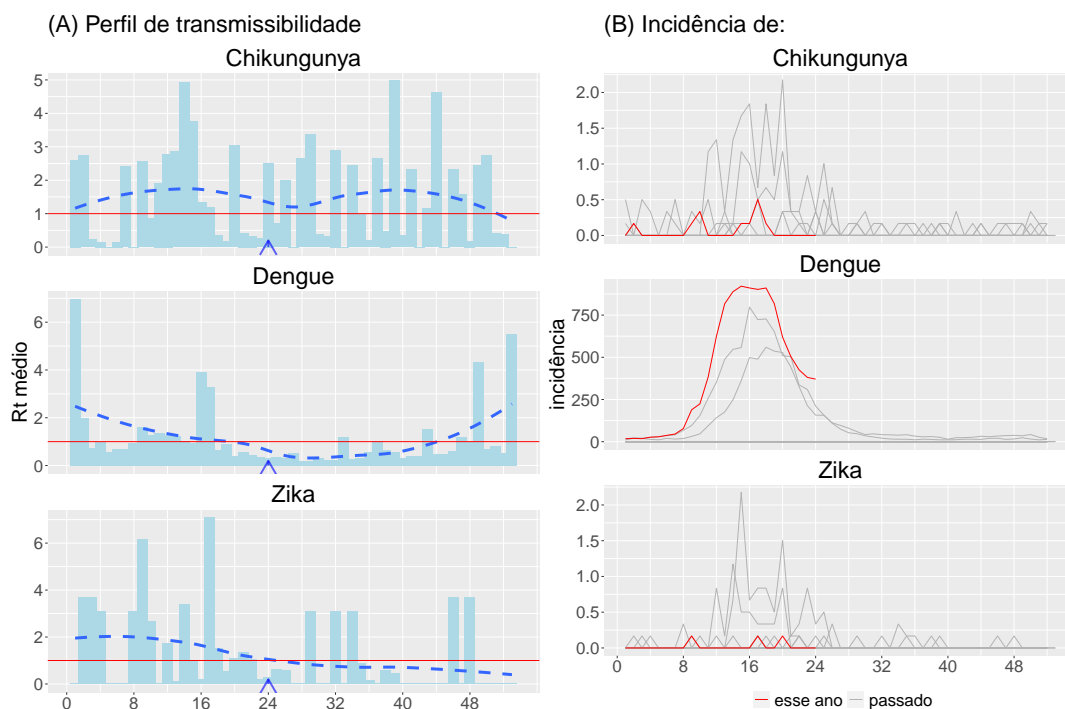 (A) Perfil de transmissibilidade
Chikungunya
5
4
3
2
1
0
Dengue
6
4
2
0
Zika
6
4
2
0
0 8 16 24 32 40 48
Rt médio
(B) Incidência de:
Chikungunya
2.0
1.5
1.0
0.5
0.0
Dengue
750
500
250
0
Zika
2.0
1.5
1.0
0.5
0.0
0 8 16 24 32 40 48
incidência
esse ano passado